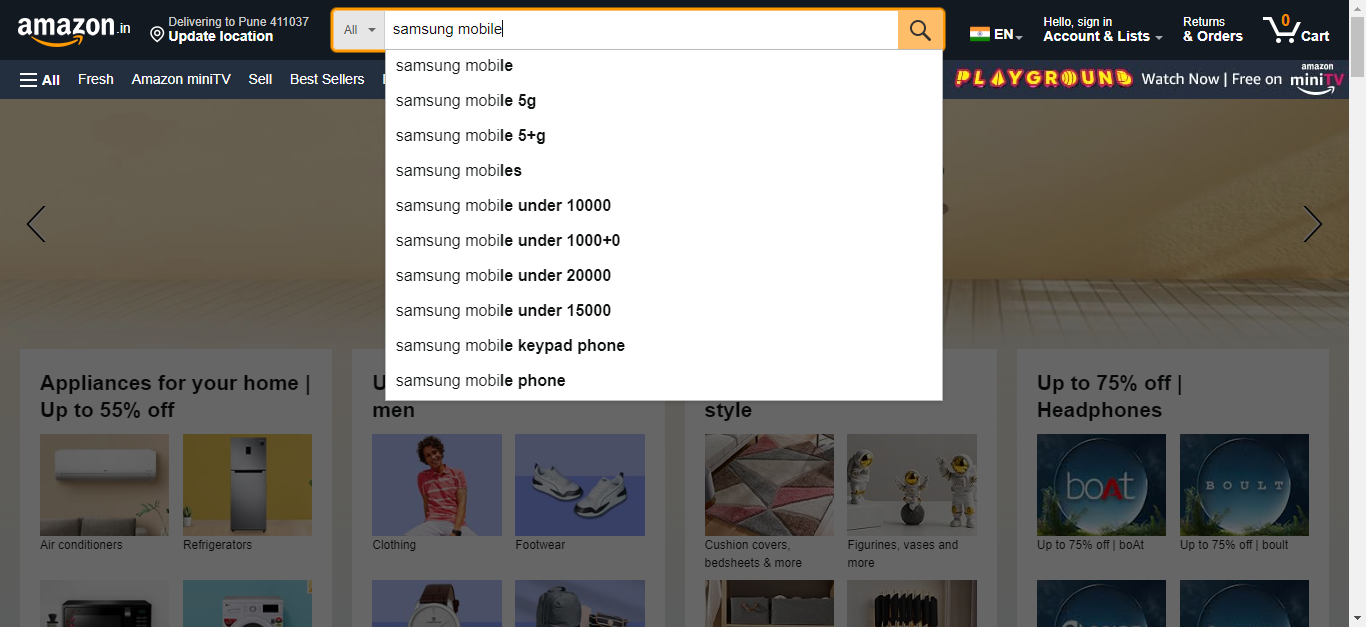 amazon.in
Delivering to Pune 411037
Update location
All
samsung mobile
EN
Hello, sign in
Account & Lists
Returns
& Orders
0
Cart
All
Fresh
Amazon miniTV
Sell
Best Sellers
PLAYGROUND
Watch Now | Free on
amazon
miniTV
samsung mobile
samsung mobile 5g
samsung mobile 5+g
samsung mobiles
samsung mobile under 10000
samsung mobile under 1000+0
samsung mobile under 20000
samsung mobile under 15000
samsung mobile keypad phone
samsung mobile phone
Appliances for your home |
Up to 55% off
Air conditioners
Refrigerators
men
Clothing
Footwear
style
Cushion covers,
bedsheets & more
Figurines, vases and
more
Up to 75% off |
Headphones
boAt
BOULT
Up to 75% off | boAt
Up to 75% off | boult